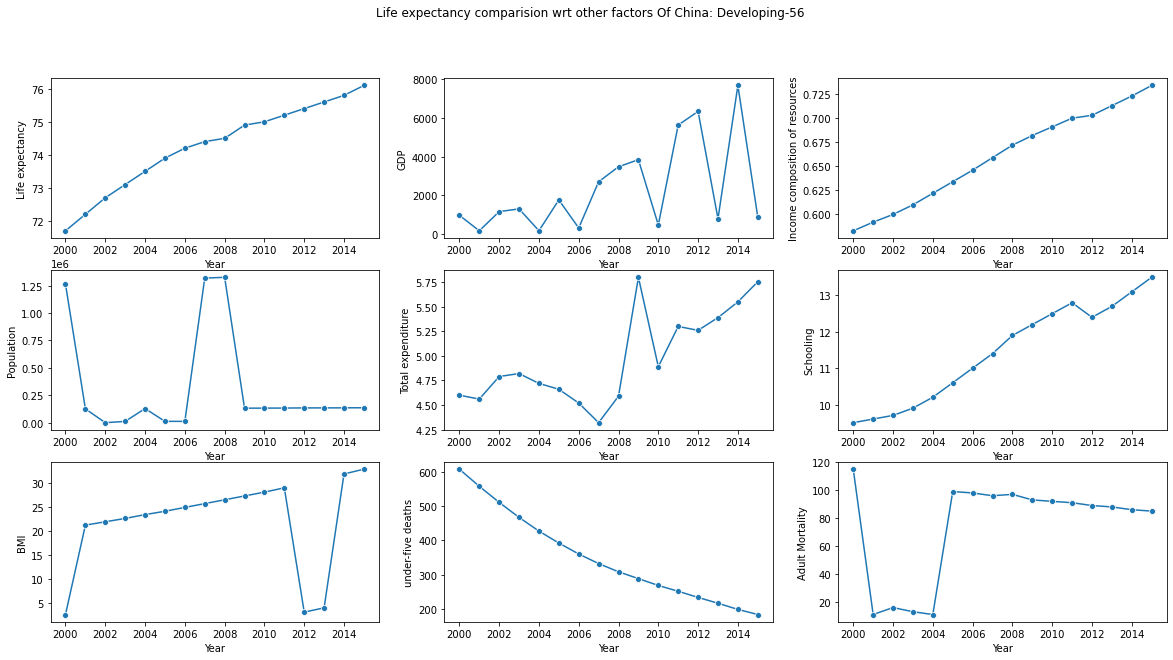 Life expectancy comparision wrt other factors Of China: Developing-56
Life expectancy
76
75
74
73
72
2000 2002 2004 2006 2008 2010 2012 2014
Year
GDP
8000
6000
4000
2000
0
2000 2002 2004 2006 2008 2010 2012 2014
Year
Income composition of resources
0.725
0.700
0.675
0.650
0.625
0.600
2000 2002 2004 2006 2008 2010 2012 2014
Year
1e6
Population
1.25
1.00
0.75
0.50
0.25
0.00
2000 2002 2004 2006 2008 2010 2012 2014
Year
Total expenditure
5.75
5.50
5.25
5.00
4.75
4.50
4.25
2000 2002 2004 2006 2008 2010 2012 2014
Year
Schooling
13
12
11
10
2000 2002 2004 2006 2008 2010 2012 2014
Year
BMI
30
25
20
15
10
5
2000 2002 2004 2006 2008 2010 2012 2014
Year
under-five deaths
600
500
400
300
200
2000 2002 2004 2006 2008 2010 2012 2014
Year
Adult Mortality
120
100
80
60
40
20
2000 2002 2004 2006 2008 2010 2012 2014
Year